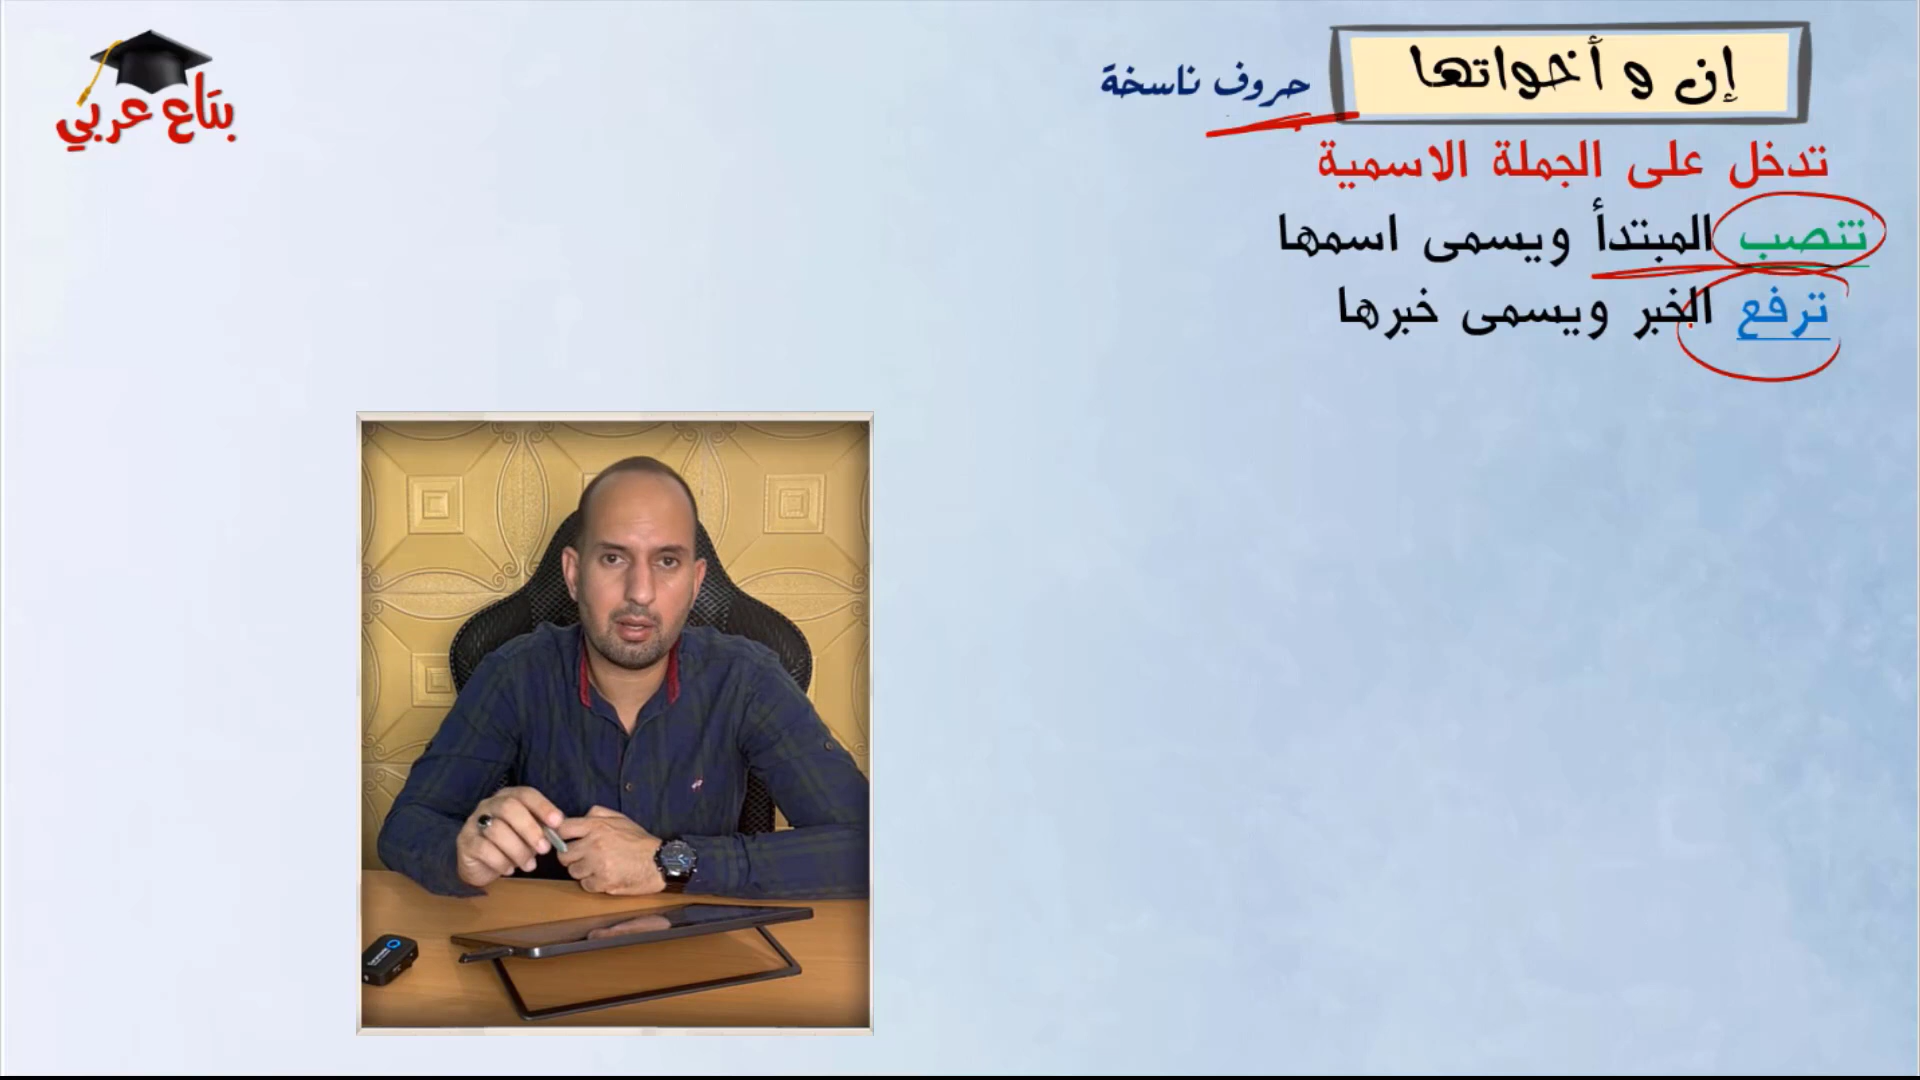 إن و أخواتها
حروف ناسخة
تدخل على الجملة الاسمية
تنصب المبتدأ ويسمى اسمها
ترفع الخبر ويسمى خبرها
بتاع عربي